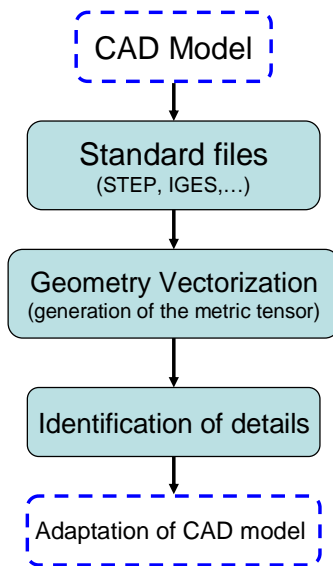 CAD Model
Standard files
(STEP, IGES,...)
Geometry Vectorization
(generation of the metric tensor)
Identification of details
Adaptation of CAD model